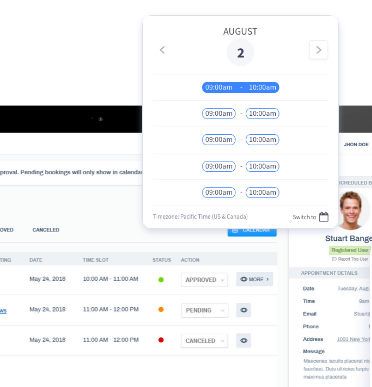 AUGUST
2
09:00am - 10:00am
09:00am - 10:00am
09:00am - 10:00am
09:00am - 10:00am
09:00am - 10:00am
Timezone: Pacific Time (US & Canada) Switch to
JHON DOE
proval. Pending bookings will only show in calenda
OVED CANCELED
CALENDAR
TING DATE TIME SLOT STATUS ACTION
May 24, 2018 10:00 AM - 11:00 AM APPROVED MORE
ws May 24, 2018 11:00 AM - 12:00 PM PENDING
May 24, 2018 11:00 AM - 12:00 PM CANCELED
SCHEDULED B
Stuart Bange
Registered User
Report This User
APPOINTMENT DETAILS
Date Tuesday, Aug
Time 9am
Email Stuart
Phone
Address 1003 New York
Message
Maecenas iaculis placerat ni
faucibus. Duis ultricies turpis
maximus placerat